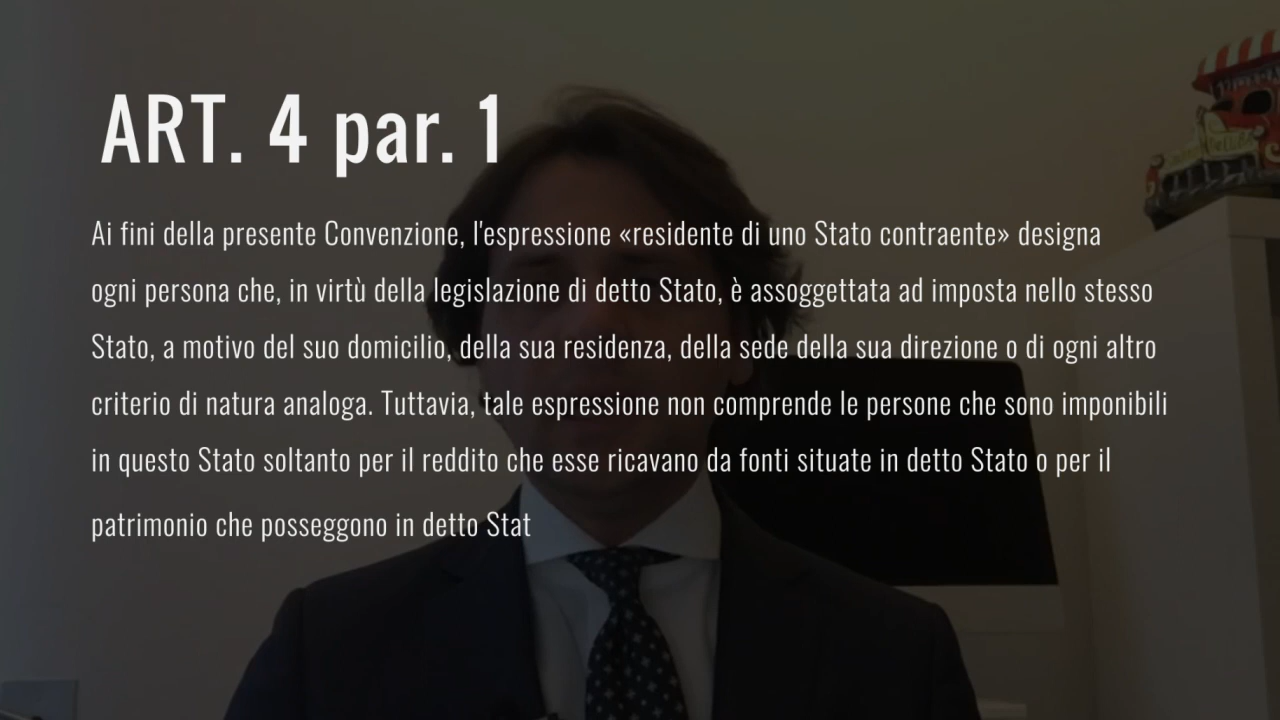 ART. 4 par. 1
Ai fini della presente Convenzione, l'espressione «residente di uno Stato contraente» designa
ogni persona che, in virtù della legislazione di detto Stato, è assoggettata ad imposta nello stesso
Stato, a motivo del suo domicilio, della sua residenza, della sede della sua direzione o di ogni altro
criterio di natura analoga. Tuttavia, tale espressione non comprende le persone che sono imponibili
in questo Stato soltanto per il reddito che esse ricavano da fonti situate in detto Stato o per il
patrimonio che posseggono in detto Stat